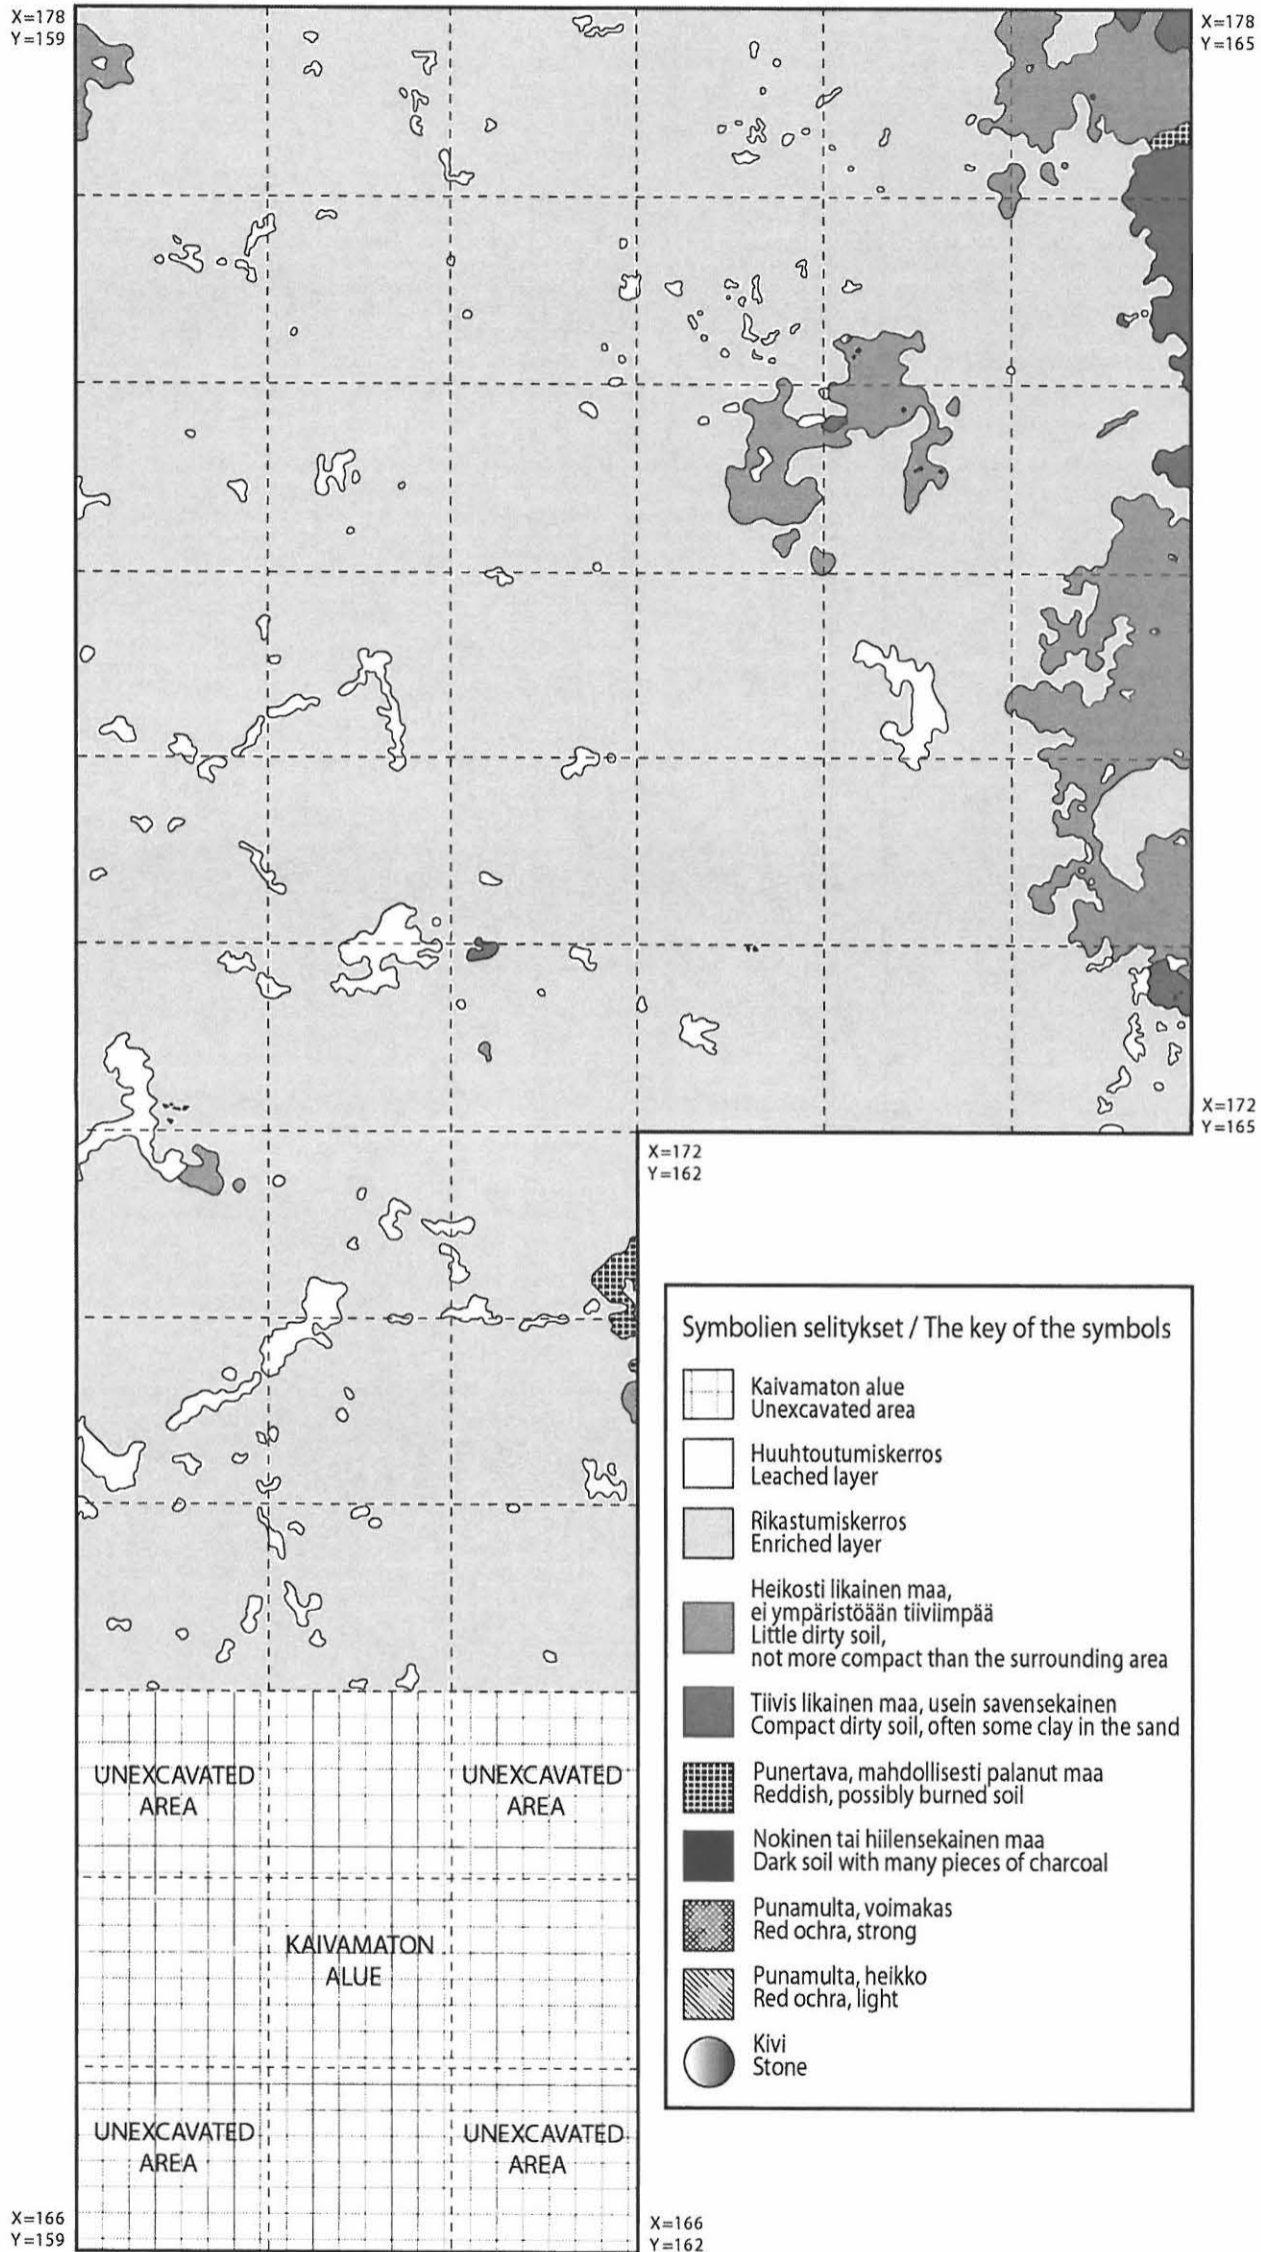 X=178
Y=159
X=178
Y=165
X=172
Y=165
X=172
Y=162
Symbolien selitykset / The key of the symbols
Kaivamaton alue
Unexcavated area
Huuhtoutumiskerros
Leached layer
Rikastumiskerros
Enriched layer
Heikosti likainen maa,
ei ympäristöään tiiviimpää
Little dirty soil,
not more compact than the surrounding area
Tiivis likainen maa, usein savensekainen
Compact dirty soil, often some clay in the sand
Punertava, mahdollisesti palanut maa
Reddish, possibly burned soil
Nokinen tai hiilensekainen maa
Dark soil with many pieces of charcoal
Punamulta, voimakas
Red ochra, strong
Punamulta, heikko
Red ochra, light
Kivi
Stone
UNEXCAVATED
AREA
UNEXCAVATED
AREA
KAIVAMATON
ALUE
UNEXCAVATED
AREA
UNEXCAVATED
AREA
X=166
Y=159
X=166
Y=162